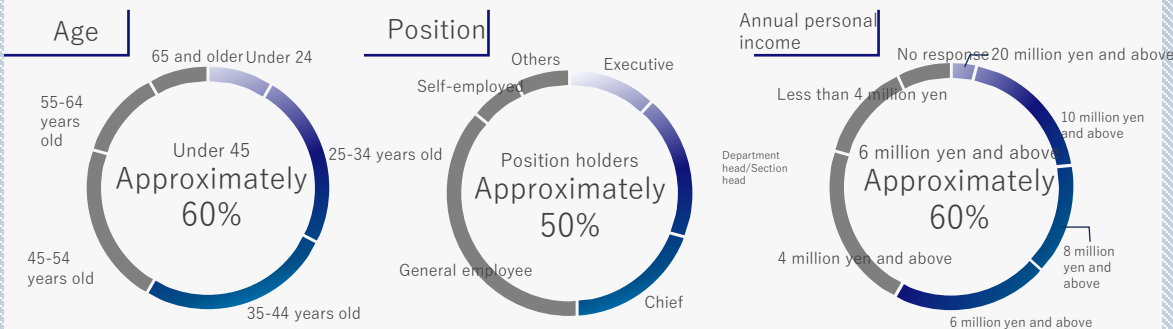 Age
65 and older
Under 24
55-64
years
old
25-34 years old
45-54
years old
35-44 years old
Under 45
Approximately
60%
Position
Others
Executive
Self-employed
Department
head/Section
head
General employee
Chief
Position holders
Approximately
50%
Annual personal
income
No response
20 million yen and above
Less than 4 million yen
10 million yen
and above
4 million yen and above
8 million
yen and
above
6 million yen and above
6 million yen and above
Approximately
60%